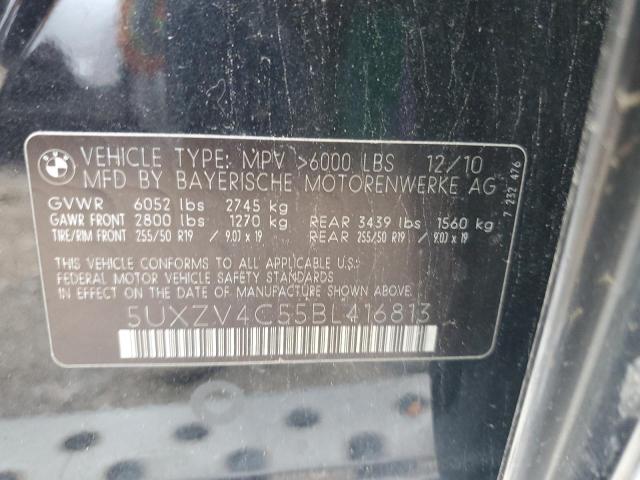 VEHICLE TYPE: MPV >6000 LBS 12/10
MFD BY BAYERISCHE MOTORENWERKE AG
GVWR 6052 lbs 2745 kg
GAWR FRONT 2800 lbs 1270 kg REAR 3439 lbs 1560 kg
TIRE/RIM FRONT 255/50 R19 / 9.0J x 19 REAR 255/50 R19 / 9.0J x 19
THIS VEHICLE CONFORMS TO ALL APPLICABLE U.S.
FEDERAL MOTOR VEHICLE SAFETY STANDARDS
IN EFFECT ON THE DATE OF MANUFACTURE SHOWN ABOVE.
5UXZV4C55BL416813
7 232 476
BMW